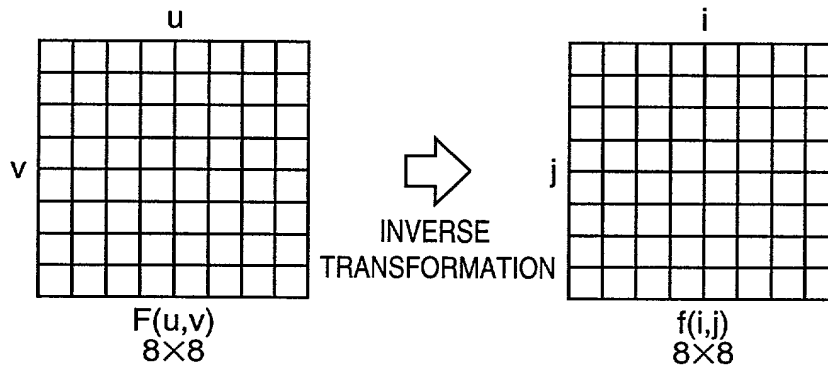 u
v
F(u,v)
8×8
INVERSE
TRANSFORMATION
i
j
f(i,j)
8×8